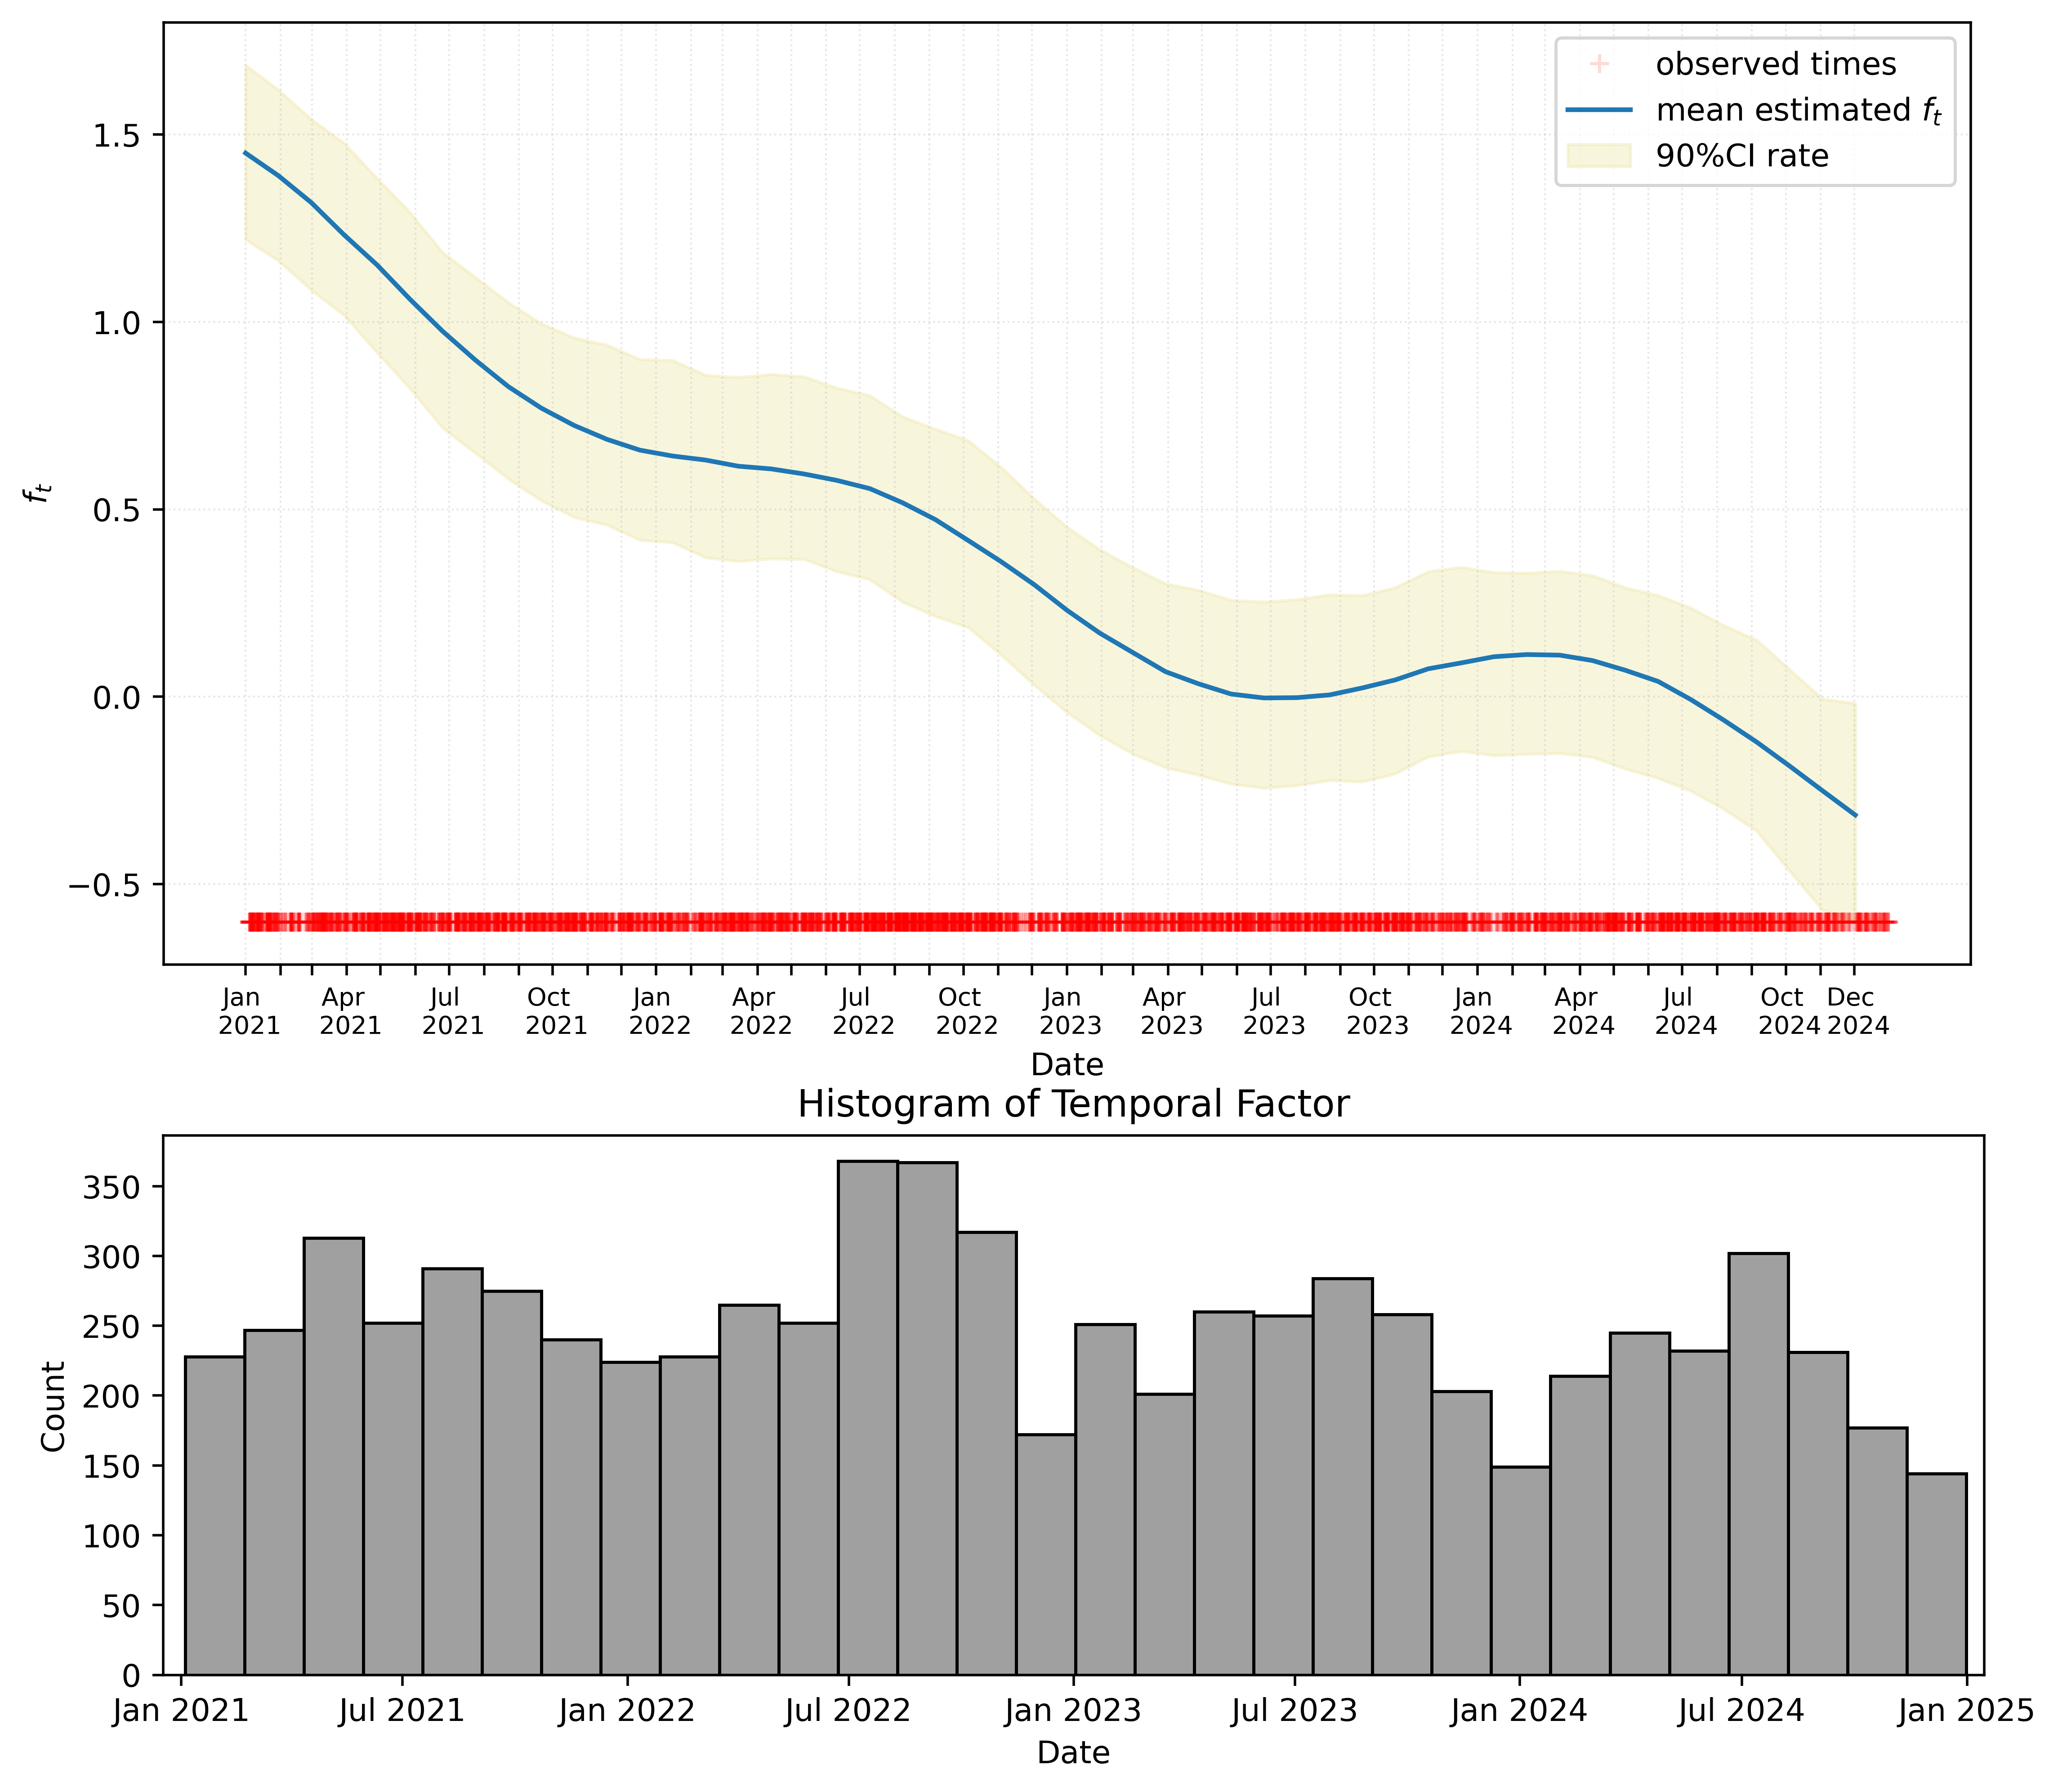 observed times
mean estimated f_t
90%CI rate
1.5
1.0
0.5
0.0
−0.5
f_t
Jan Apr Jul Oct Jan Apr Jul Oct Jan Apr Jul Oct Jan Apr Jul Oct Dec
2021 2021 2021 2021 2022 2022 2022 2022 2023 2023 2023 2023 2024 2024 2024 2024 2024
Date
Histogram of Temporal Factor
350
300
250
200
150
100
50
0
Count
Jan 2021 Jul 2021 Jan 2022 Jul 2022 Jan 2023 Jul 2023 Jan 2024 Jul 2024 Jan 2025
Date